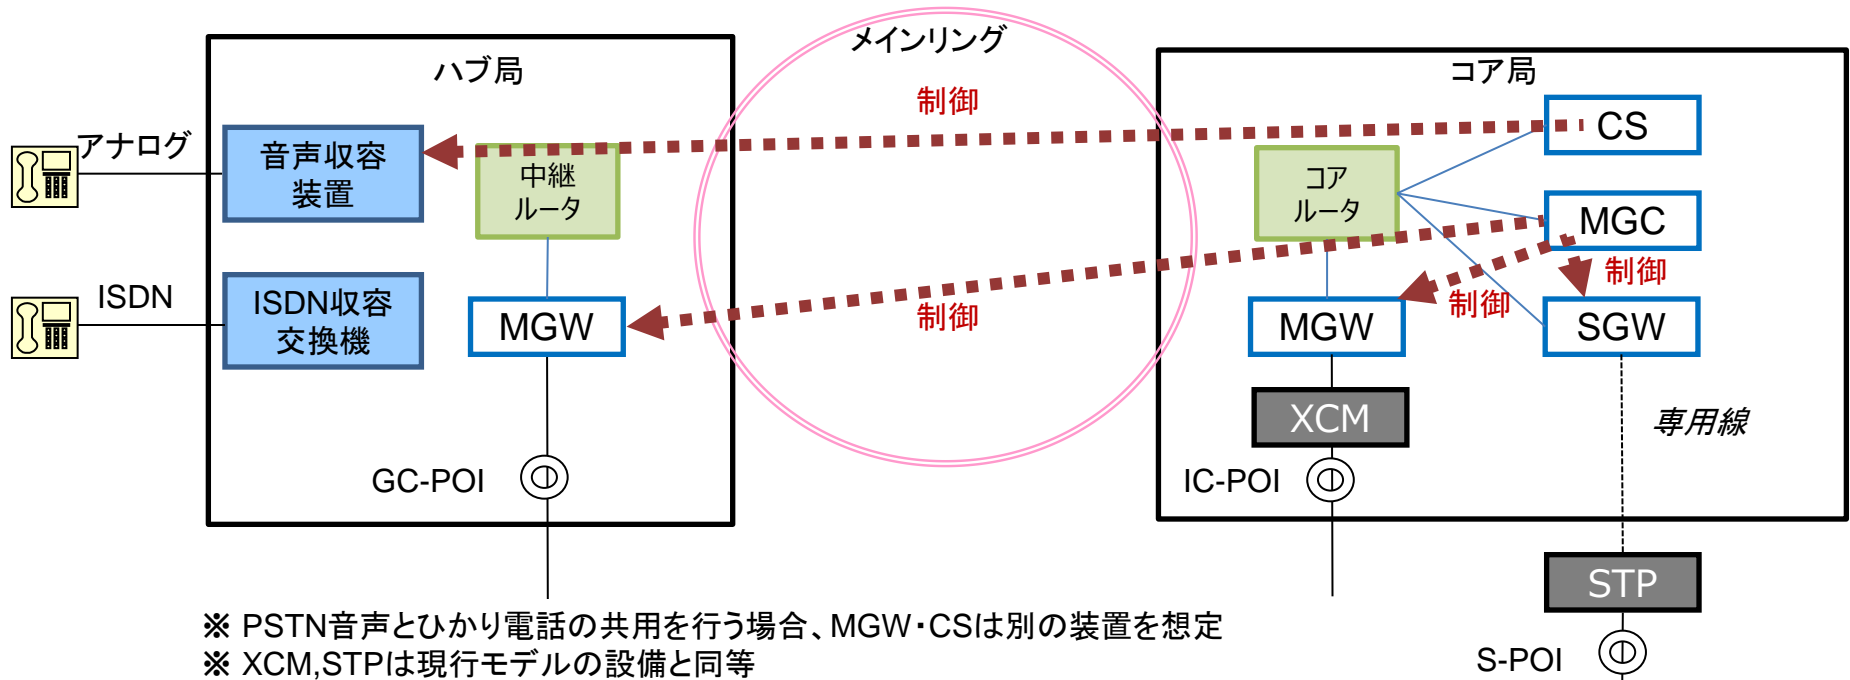 メインリング
ハブ局
コア局
制御
CS
アナログ
音声収容
装置
中継
ルータ
コア
ルータ
MGC
制御
ISDN
ISDN収容
交換機
MGW
制御
MGW
制御
SGW
XCM
専用線
GC-POI
IC-POI
STP
※ PSTN音声とひかり電話の共用を行う場合、MGW・CSは別の装置を想定
※ XCM,STPは現行モデルの設備と同等
S-POI